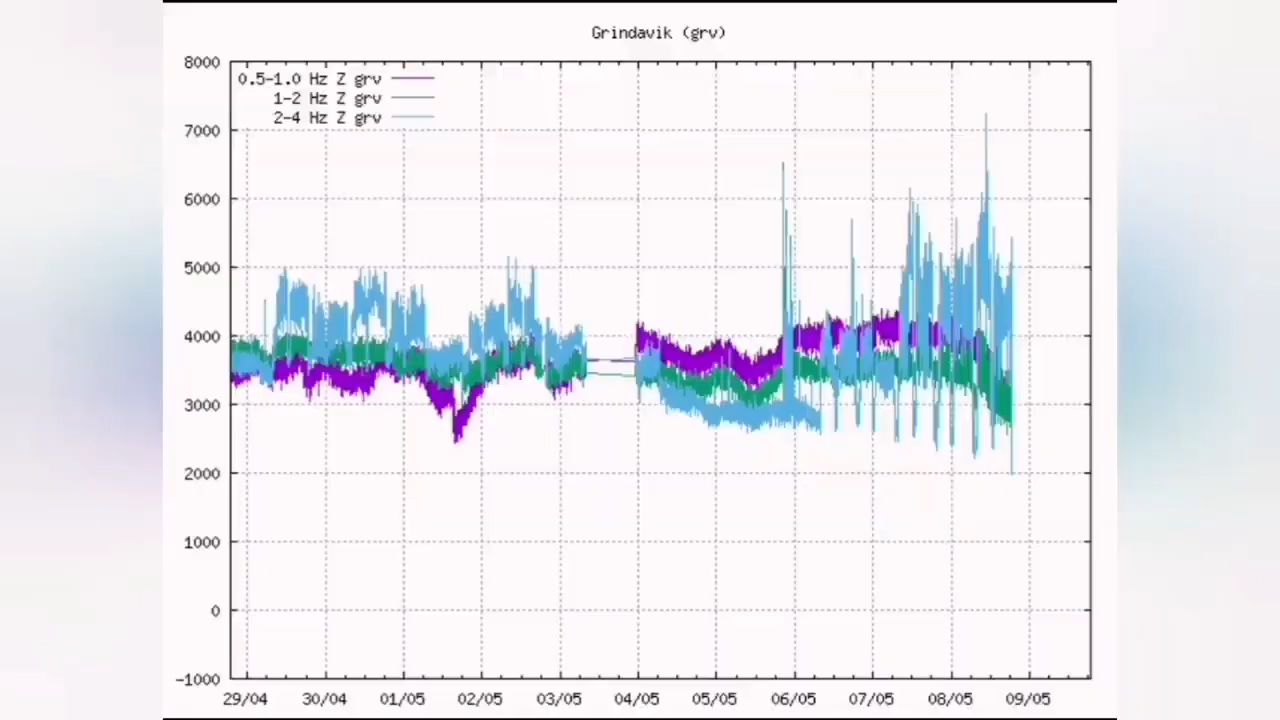 Grindavik (grv)
8000
0.5-1.0 Hz Z grv
1-2 Hz Z grv
2-4 Hz Z grv
7000
6000
5000
4000
3000
2000
1000
0
-1000
29/04 30/04 01/05 02/05 03/05 04/05 05/05 06/05 07/05 08/05 09/05